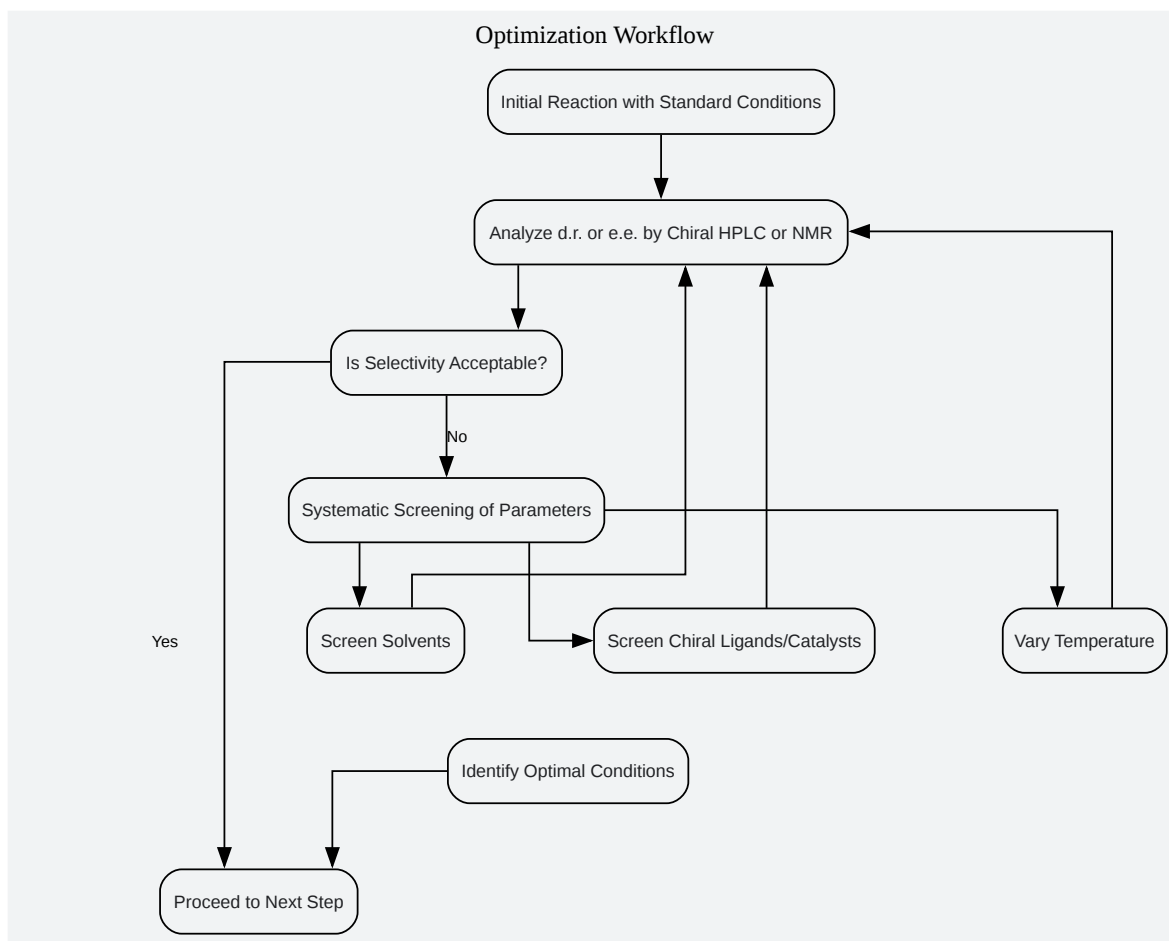 Optimization Workflow
Initial Reaction with Standard Conditions
Analyze d.r. or e.e. by Chiral HPLC or NMR
Is Selectivity Acceptable?
No
Systematic Screening of Parameters
Yes
Screen Solvents
Screen Chiral Ligands/Catalysts
Vary Temperature
Identify Optimal Conditions
Proceed to Next Step